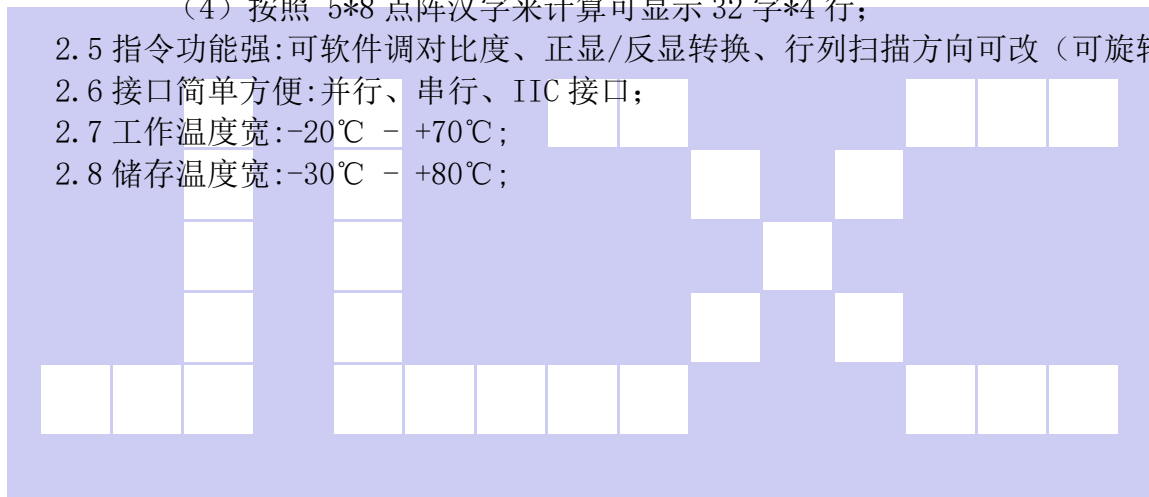 （4）按照 5*8 点阵汉字来计算可显示 32 字*4 行；
2.5 指令功能强:可软件调对比度、正显/反显转换、行列扫描方向可改（可旋转
2.6 接口简单方便:并行、串行、IIC 接口；
2.7 工作温度宽:-20℃ - +70℃;
2.8 储存温度宽:-30℃ - +80℃;